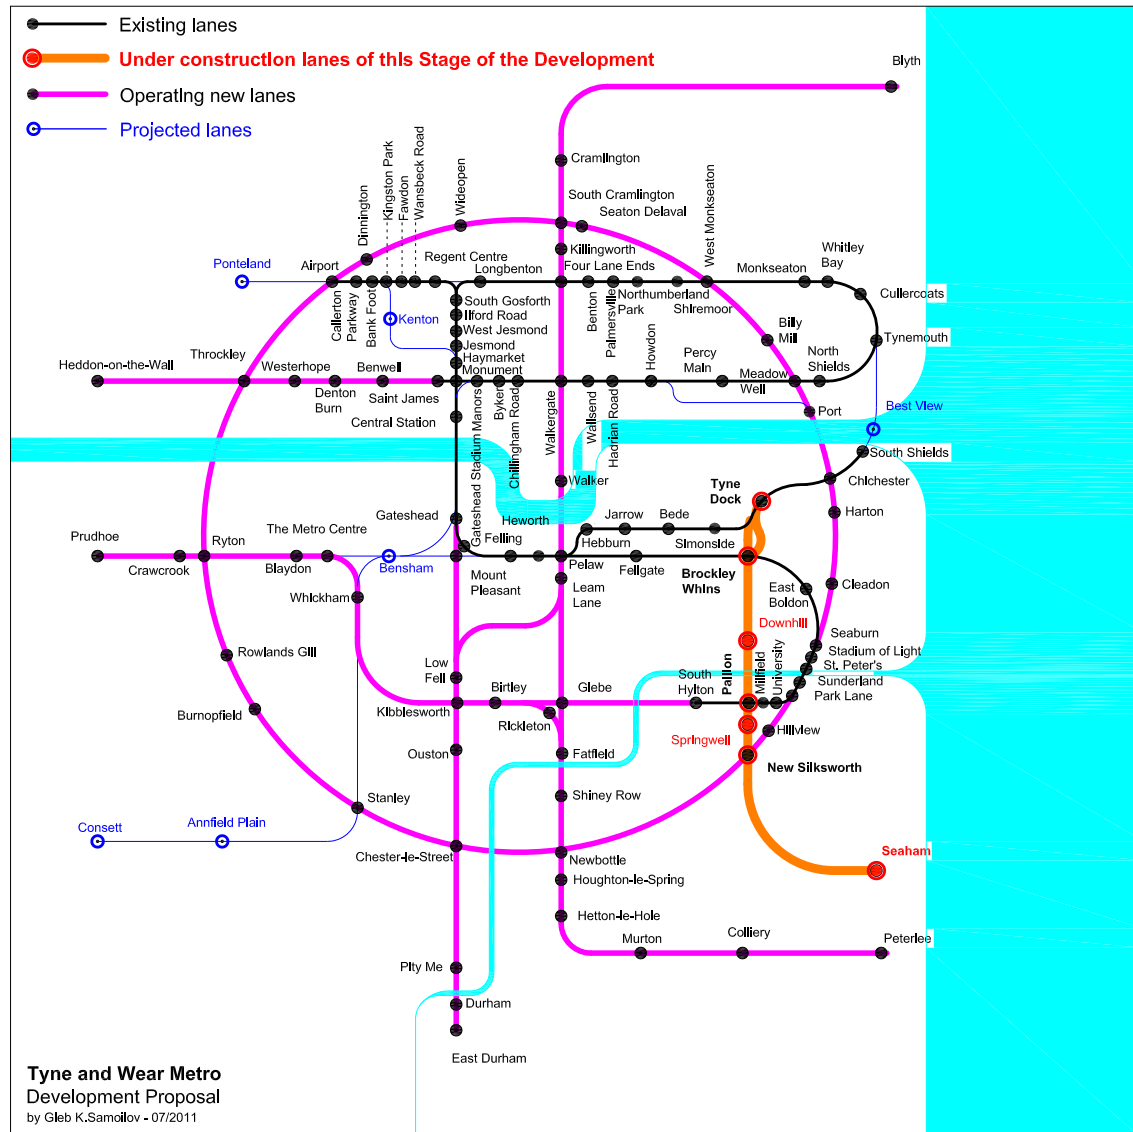 Existing lanes
Under construction lanes of this Stage of the Development
Operating new lanes
Projected lanes
Blyth
Cramlington
South Cramlington
Seaton Delaval
Killingworth
Four Lane Ends
West Monkseaton
Monkseaton
Whitley
Bay
Cullercoats
Tynemouth
Dinnington
Kingston Park
Fawdon
Wansbeck Road
Wideopen
Ponteland
Airport
Regent Centre
Longbenton
Callerton
Parkway
Bank Foot
Kenton
South Gosforth
Ilford Road
West Jesmond
Jesmond
Haymarket
Monument
Benton
Palmersville
Northumberland
Park
Shiremoor
Billy
Mill
Heddon-on-the-Wall
Throckley
Westerhope
Denton
Burn
Benwell
Saint James
Central Station
Manors
Byker
Chillingham Road
Walkergate
Wallsend
Hadrian Road
Howdon
Percy
Main
Meadow
Well
North
Shields
Port
Best View
South Shields
Chichester
Harton
Walker
Tyne
Dock
Gateshead
Gateshead Stadium
Felling
Heworth
Pelaw
Hebburn
Jarrow
Bede
Simonside
Fellgate
Brockley
Whins
East
Boldon
Cleadon
Seaburn
Stadium of Light
St. Peter's
Sunderland
Park Lane
University
Millfield
Pallion
South
Hylton
Downhill
Springwell
Hillview
New Silksworth
Seaham
Prudhoe
Crawcrook
Ryton
The Metro Centre
Blaydon
Bensham
Whickham
Mount
Pleasant
Leam
Lane
Rowlands Gill
Burnopfield
Low
Fell
Kibblesworth
Birtley
Rickleton
Glebe
Fatfield
Ouston
Shiney Row
Stanley
Consett
Annfield Plain
Chester-le-Street
Newbottle
Houghton-le-Spring
Hetton-le-Hole
Murton
Colliery
Peterlee
Pity Me
Durham
East Durham
Tyne and Wear Metro
Development Proposal
by Gleb K.Samoilov - 07/2011